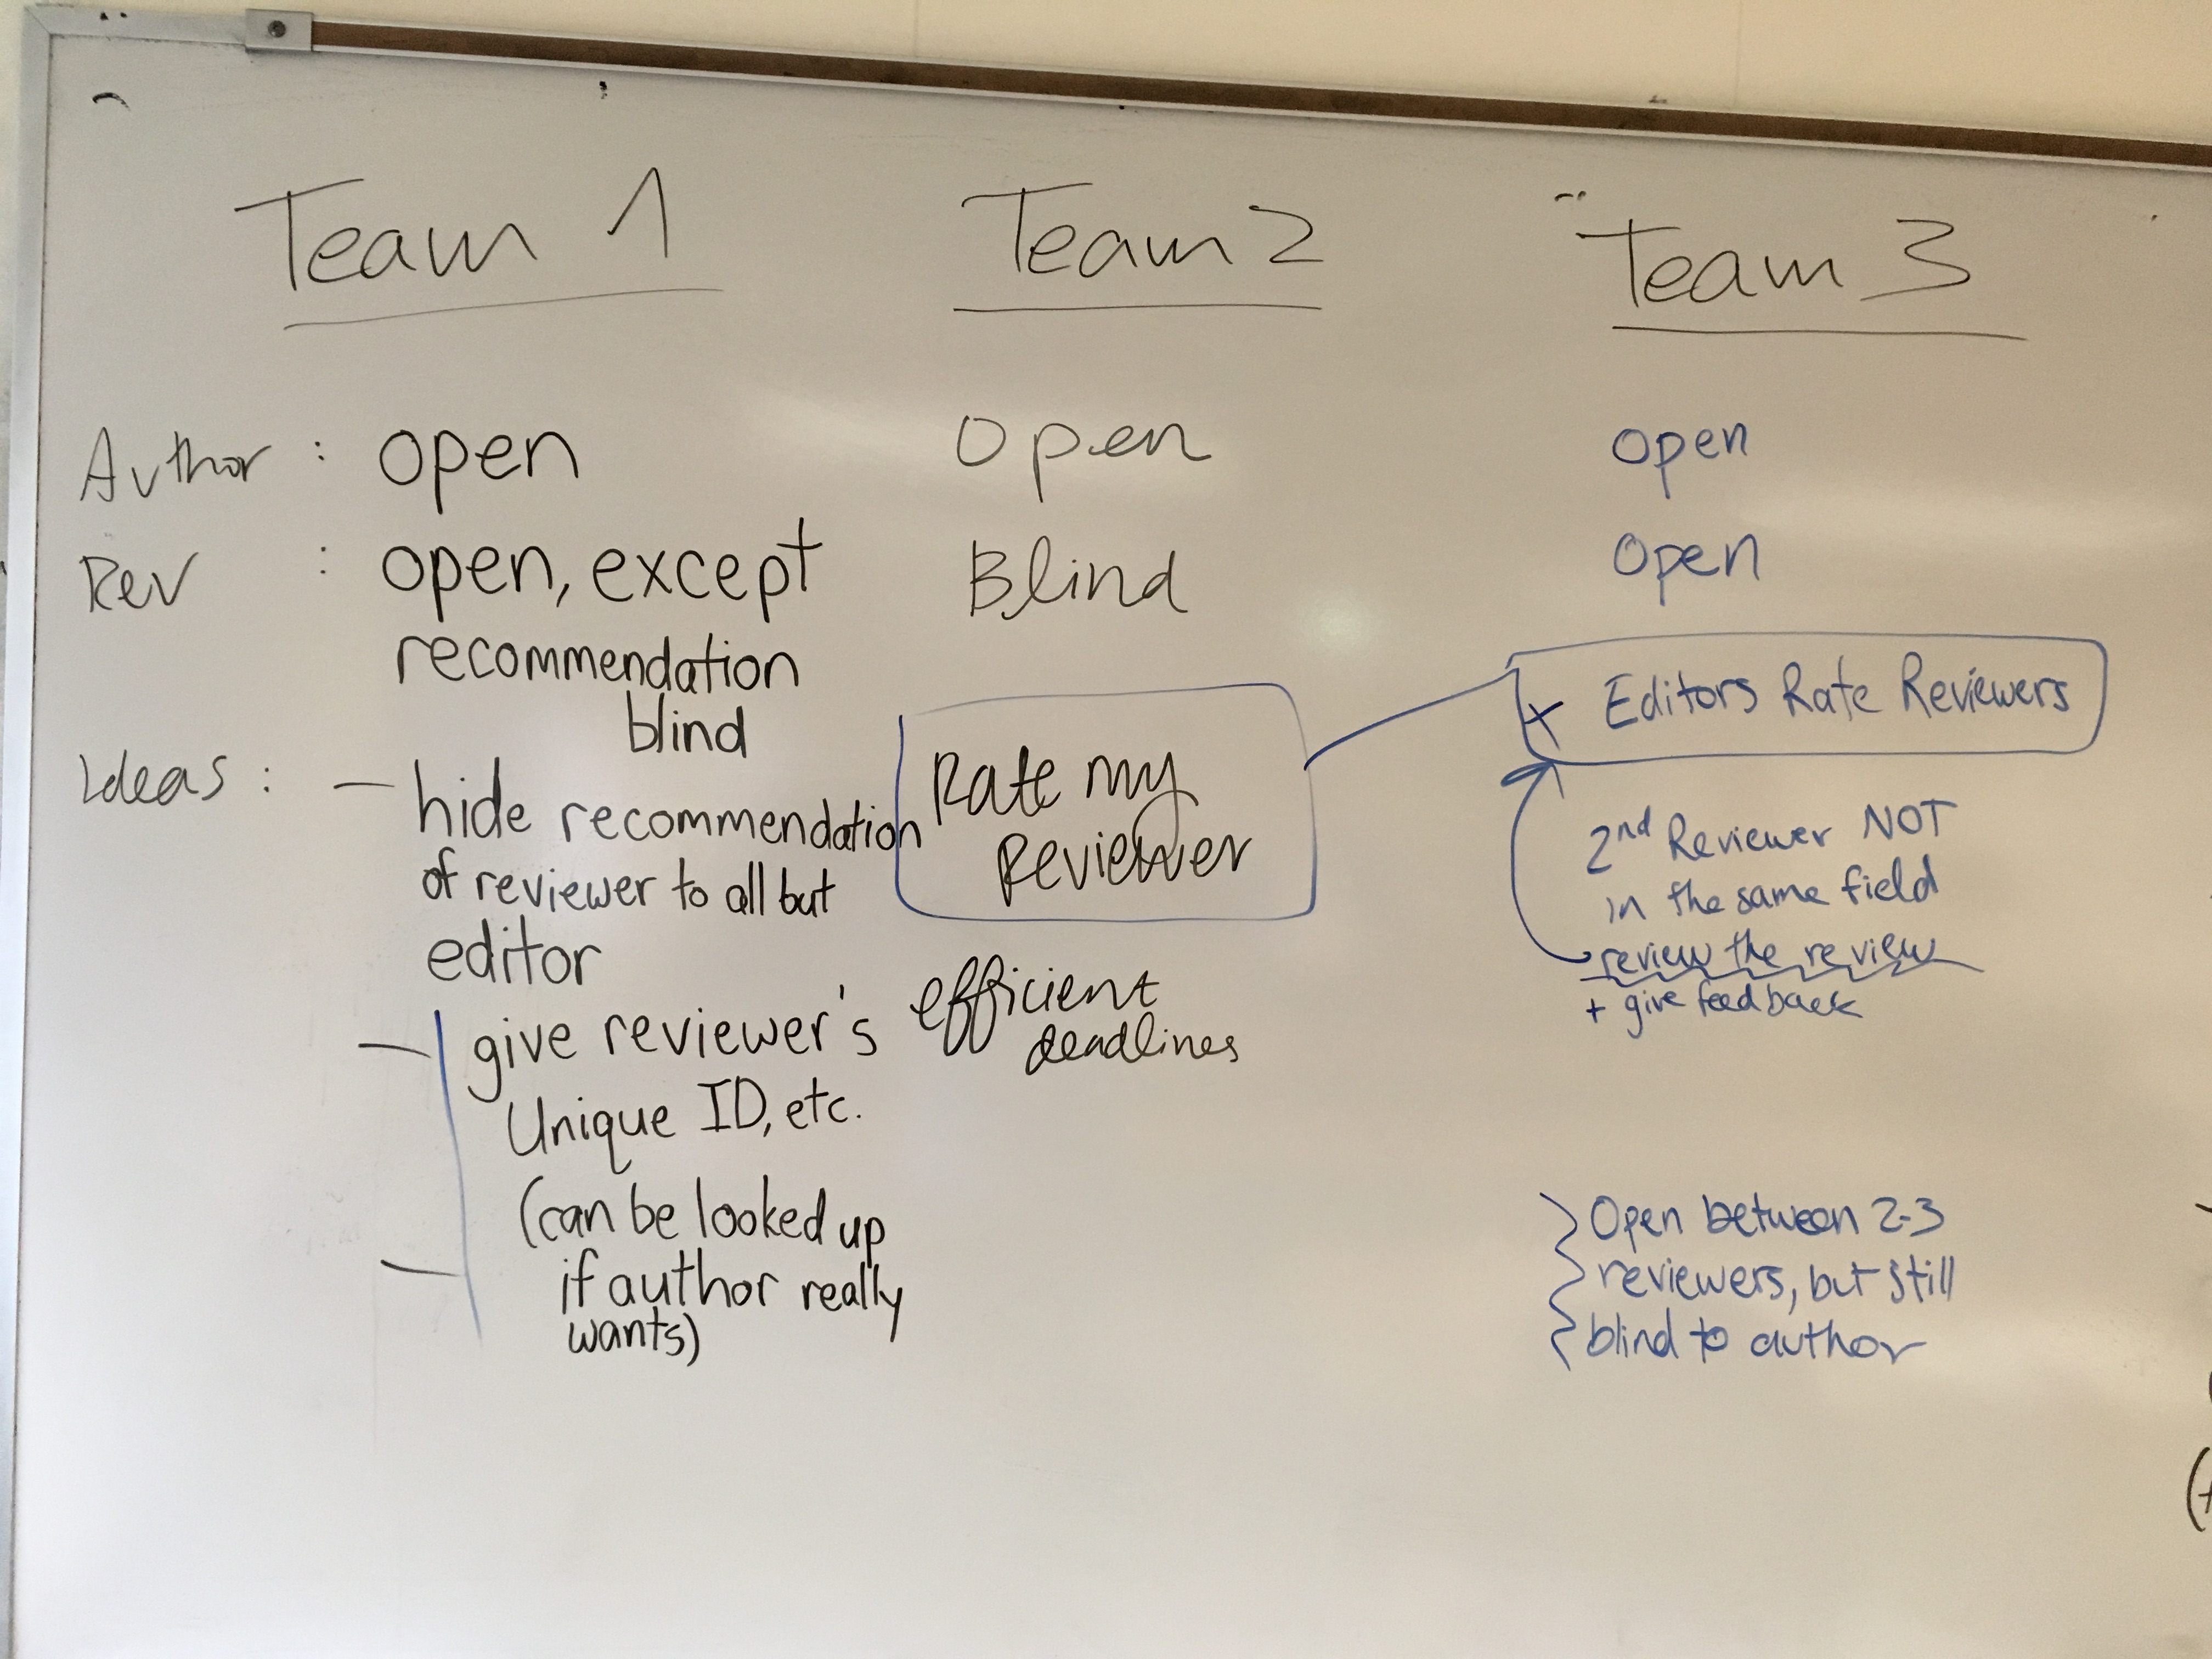 Team 1
Team 2
Team 3
Author : open
Open
open
Rev : open, except
recommendation
blind
Blind
Open
Ideas : - hide recommendation
of reviewer to all but
editor
- give reviewer's
Unique ID, etc.
- (can be looked up
if author really
wants)
Rate my
Reviewer
efficient
deadlines
+ Editors Rate Reviewers
2nd Reviewer NOT
in the same field
review the review
+ give feedback
Open between 2-3
reviewers, but still
blind to author